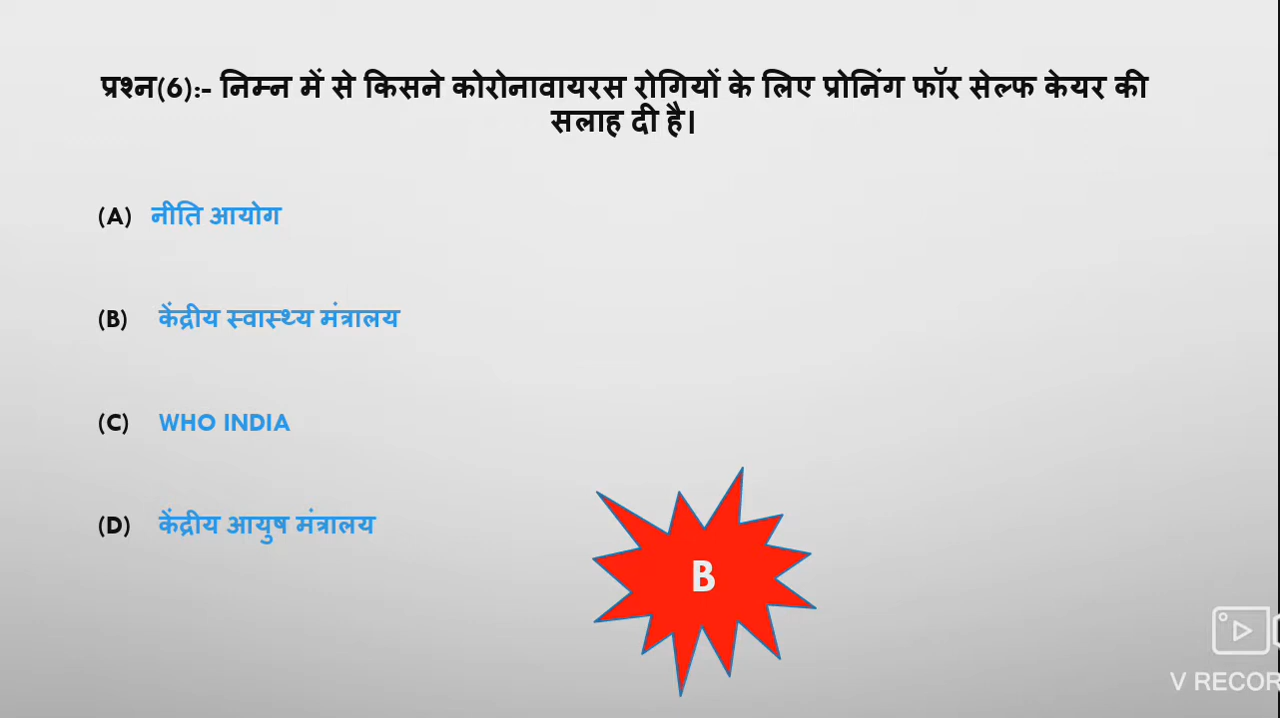 प्रश्न(6):- निम्न में से किसने कोरोनावायरस रोगियों के लिए प्रोनिंग फॉर सेल्फ केयर की
सलाह दी है।
(A) नीति आयोग
(B) केंद्रीय स्वास्थ्य मंत्रालय
(C) WHO INDIA
(D) केंद्रीय आयुष मंत्रालय
B
V RECOR